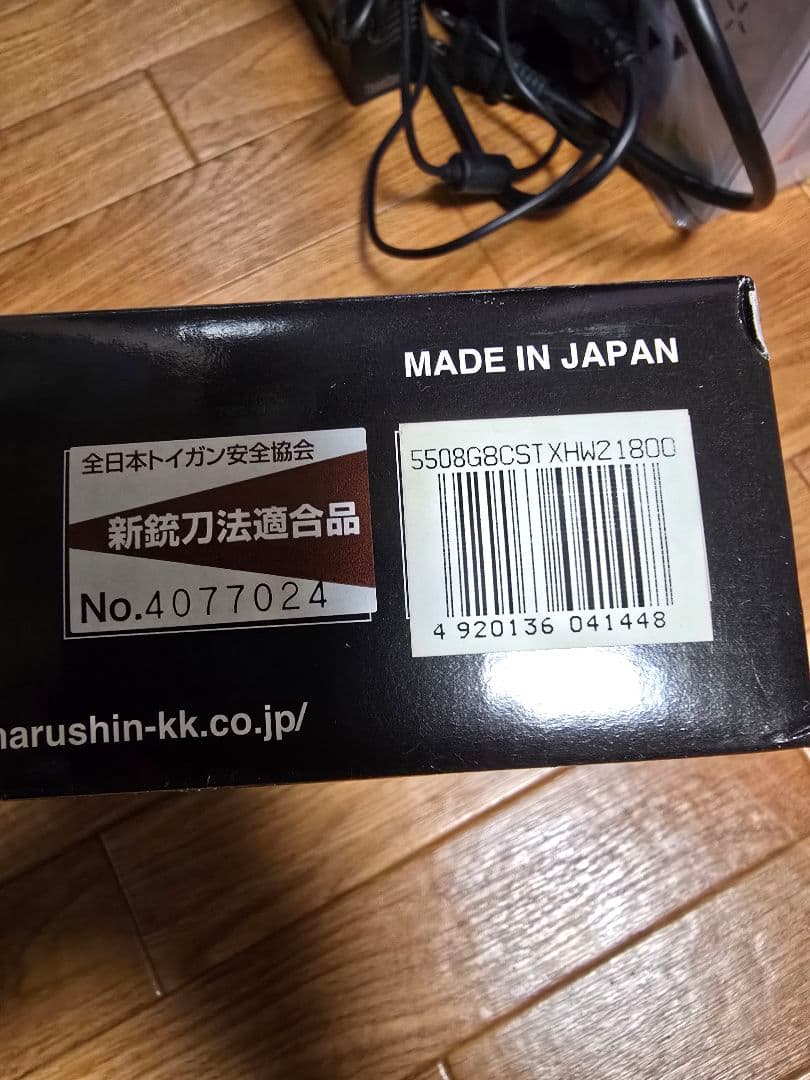 MADE IN JAPAN
全日本トイガン安全協会
新銃刀法適合品
No.4077024
5508G8CSTXHW21800
4 920136 041448
narushin-kk.co.jp/